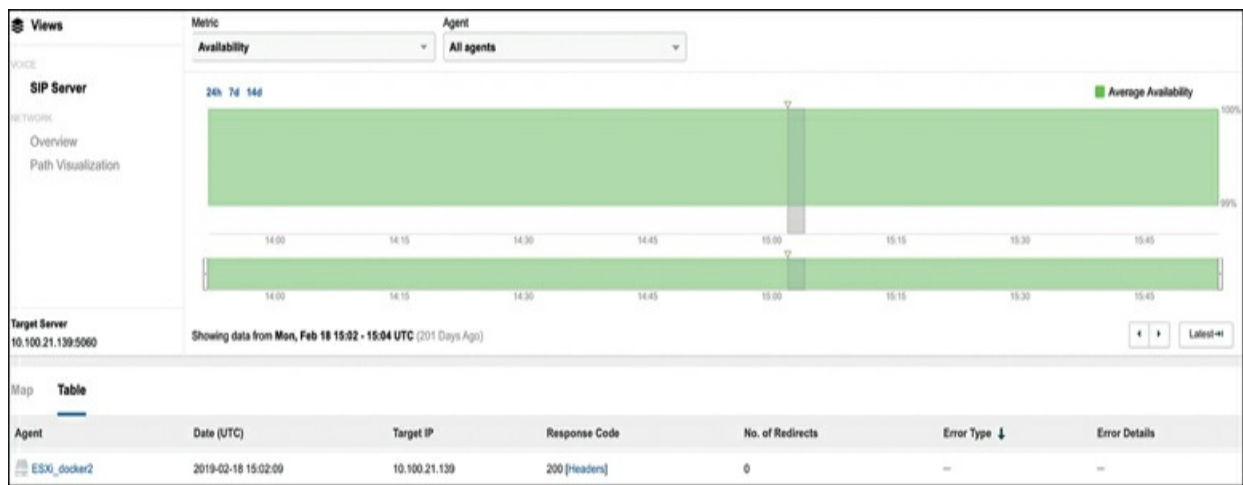 Views
VOICE
SIP Server
NETWORK
Overview
Path Visualization
Target Server
10.100.21.139:5060
Metric
Availability
Agent
All agents
24h 7d 14d
Average Availability
100%
99%
14:00 14:15 14:30 14:45 15:00 15:15 15:30 15:45
14:00 14:15 14:30 14:45 15:00 15:15 15:30 15:45
Showing data from Mon, Feb 18 15:02 - 15:04 UTC (201 Days Ago)
Latest
Map Table
Agent Date (UTC) Target IP Response Code No. of Redirects Error Type ↓ Error Details
ESXi_docker2 2019-02-18 15:02:09 10.100.21.139 200 [Headers] 0 — —